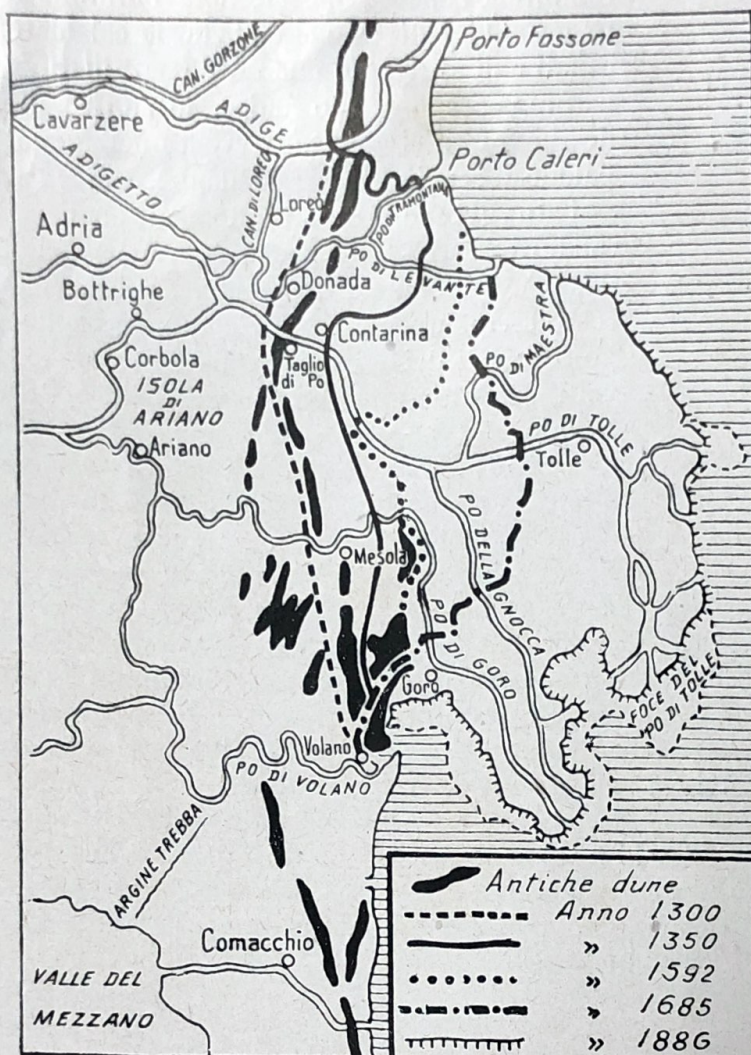 Porto Fossone
CAN. GORZONE
Cavarzere
ADIGE
ADIGETTO
Porto Caleri
CAN. DI LOREO
Loreo
PO DI TRAMONTANA
Adria
PO DI LEVANTE
Donada
Bottrighe
Contarina
PO DI MAESTRA
Corbola
Taglio
di Po
ISOLA
DI
ARIANO
PO DI TOLLE
Ariano
Tolle
Mesola
PO DELLA GNOCCA
PO DI GORO
Goro
FOCE DEL
PO DI TOLLE
Volano
PO DI VOLANO
ARGINE TREBBA
Comacchio
VALLE DEL
MEZZANO
Antiche dune
Anno 1300
" 1350
" 1592
" 1685
" 1886